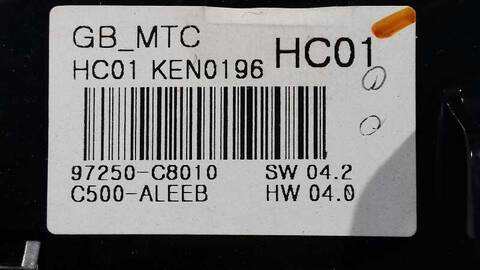 GB_MTC
HC01
HC01 KEN0196
97250-C8010 SW 04.2
C500-ALEEB HW 04.0